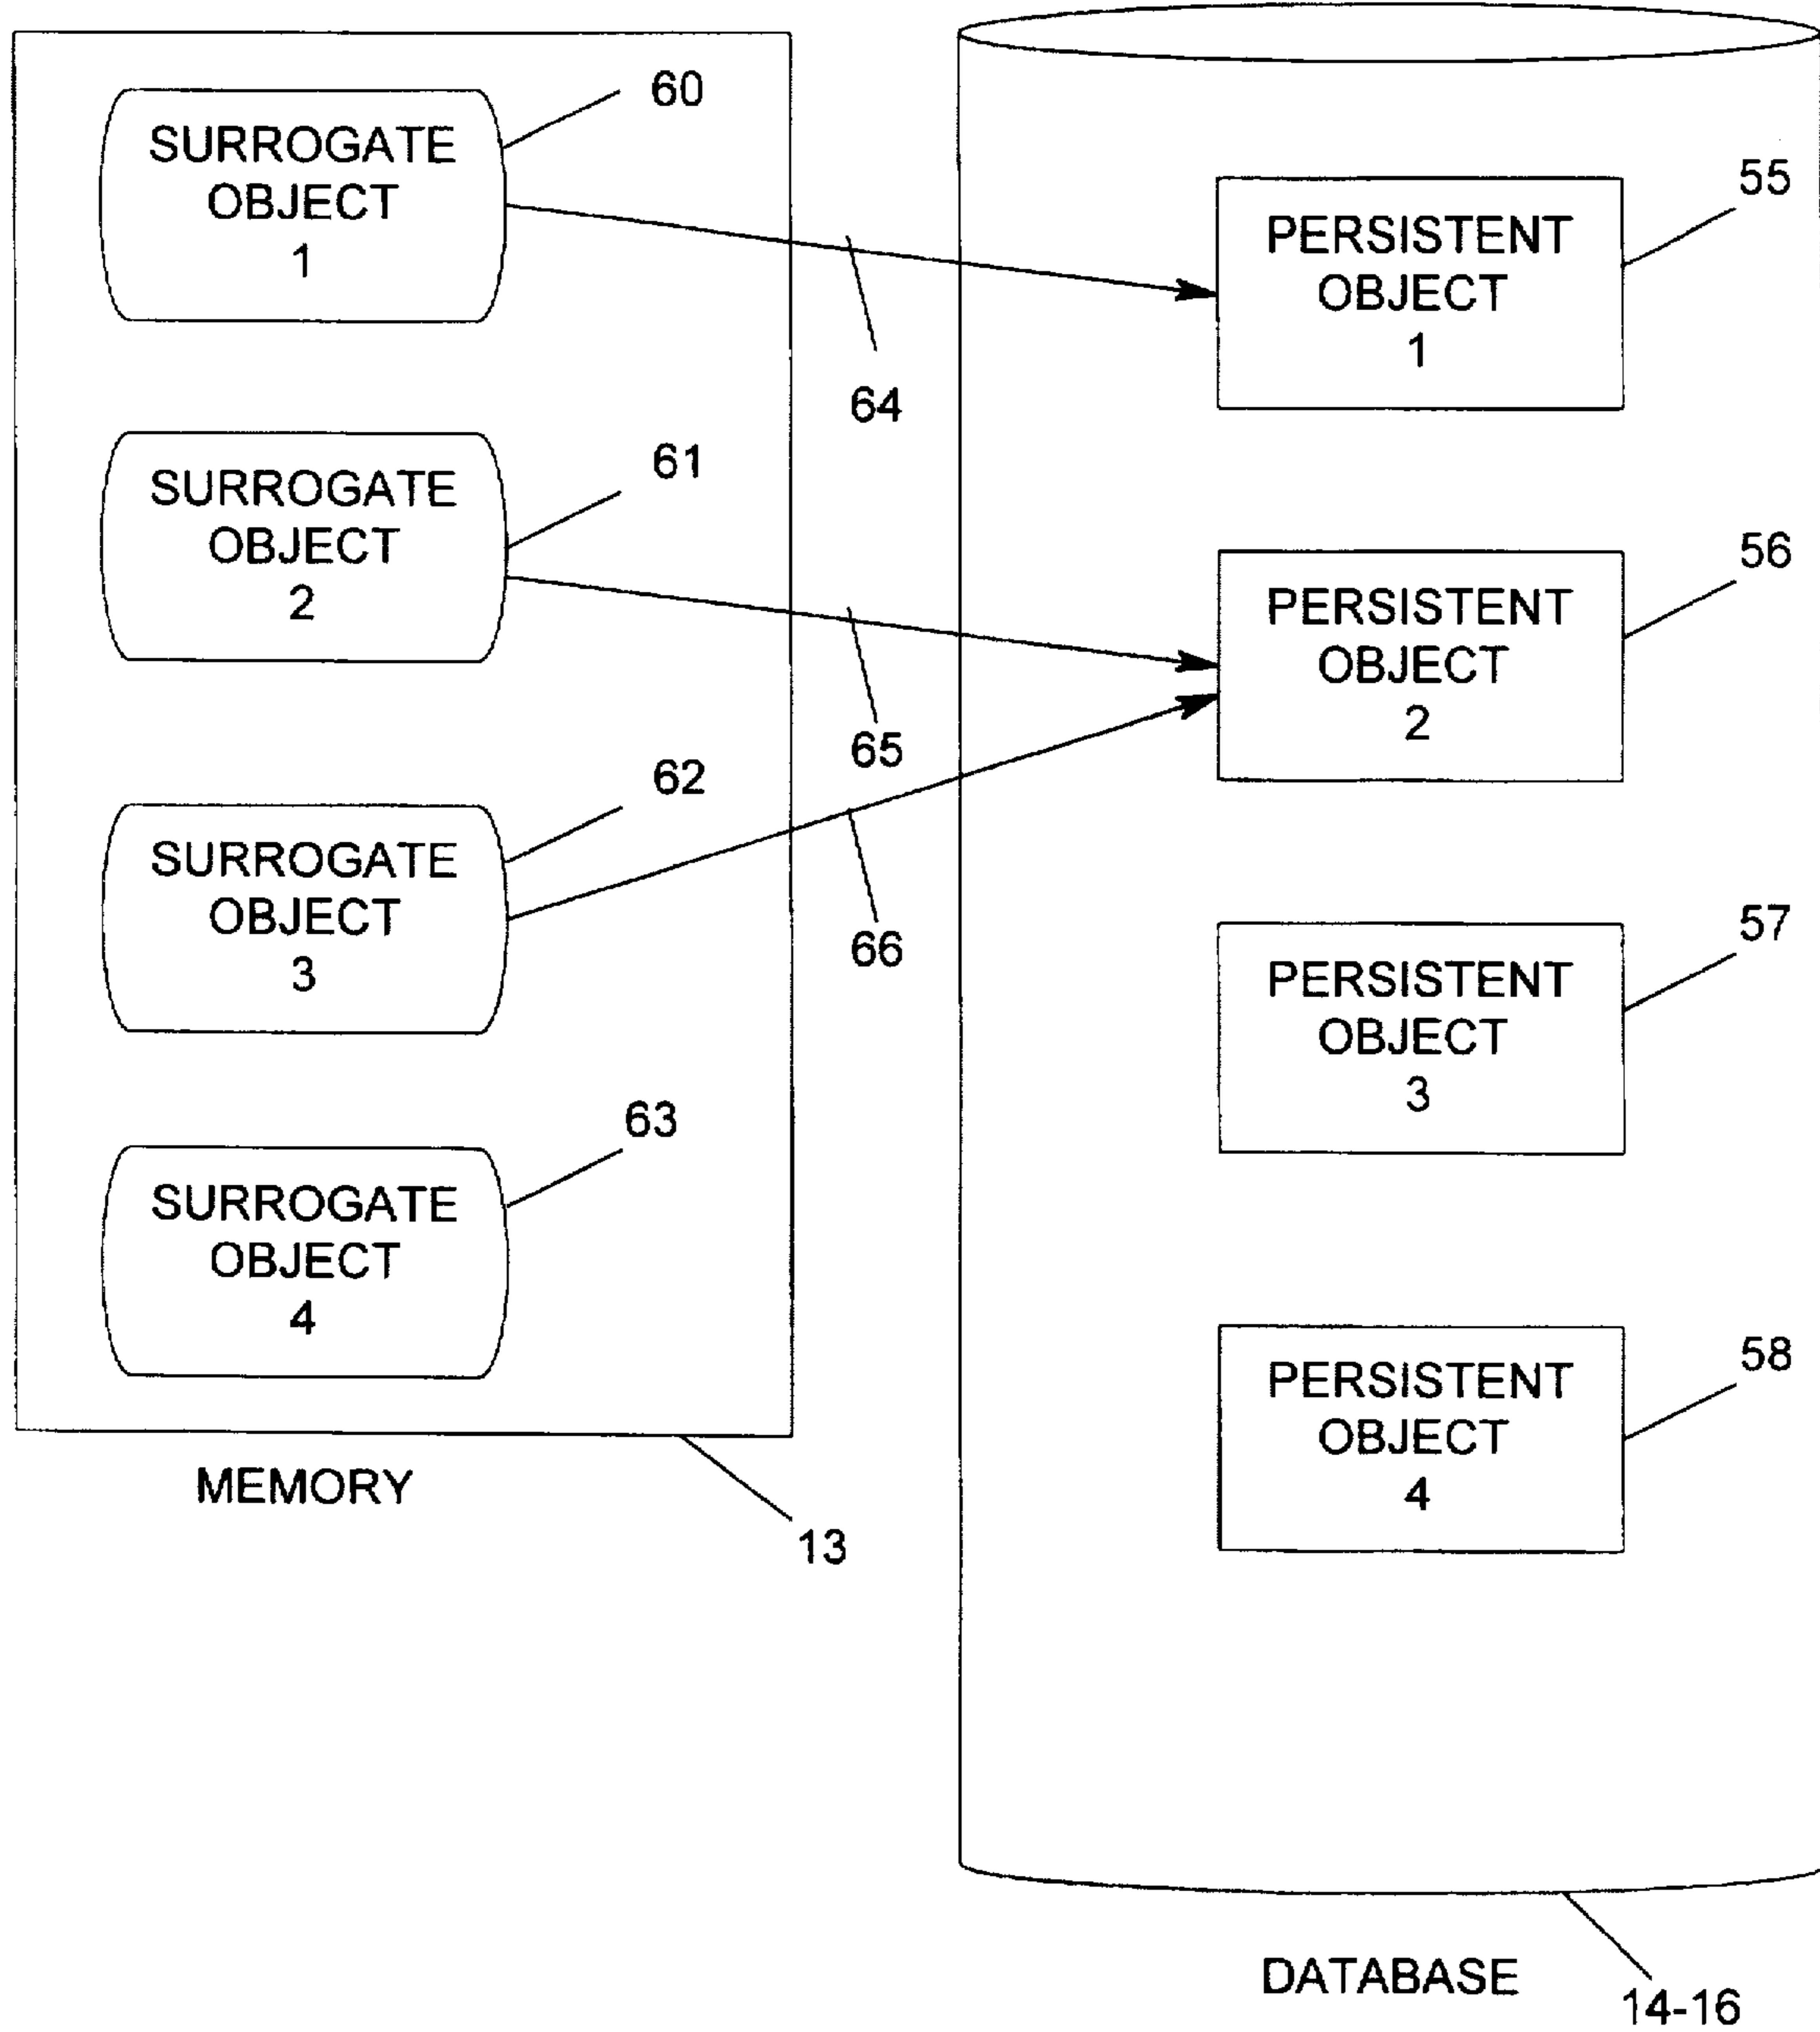 SURROGATE
OBJECT
1
60
SURROGATE
OBJECT
2
61
SURROGATE
OBJECT
3
62
SURROGATE
OBJECT
4
63
MEMORY
13
64
65
66
PERSISTENT
OBJECT
1
55
PERSISTENT
OBJECT
2
56
PERSISTENT
OBJECT
3
57
PERSISTENT
OBJECT
4
58
DATABASE
14-16